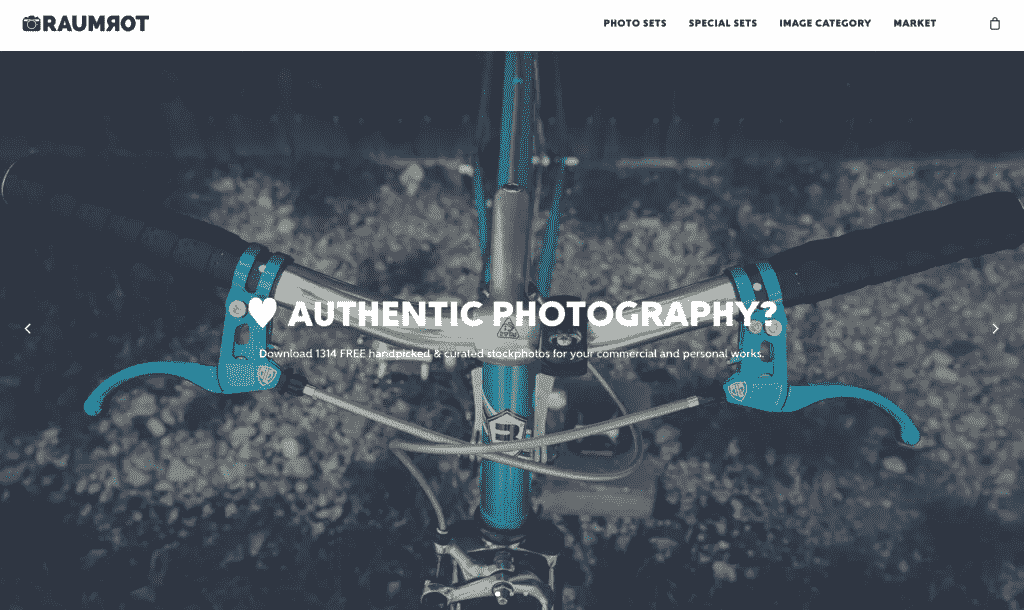 RAUMЯOT
PHOTO SETS SPECIAL SETS IMAGE CATEGORY MARKET
♥ AUTHENTIC PHOTOGRAPHY?
Download 1314 FREE handpicked & curated stockphotos for your commercial and personal works.